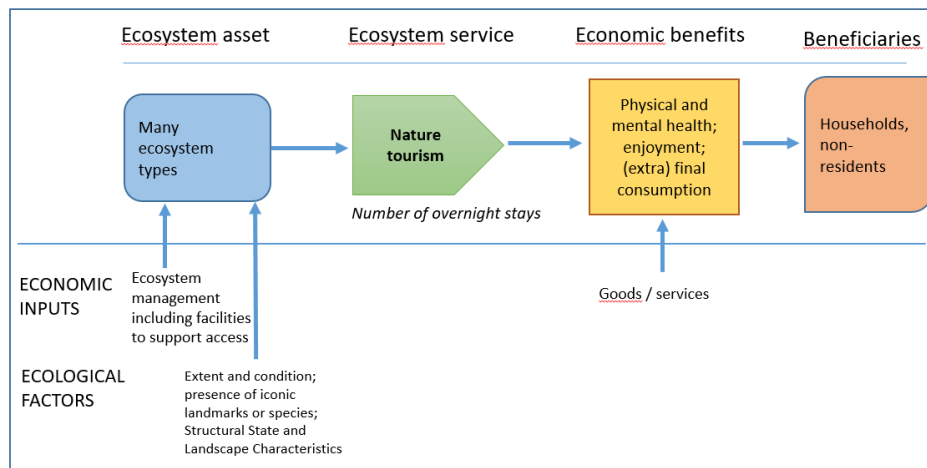 Ecosystem asset
Ecosystem service
Economic benefits
Beneficiaries
Many
ecosystem
types
Nature
tourism
Number of overnight stays
Physical and
mental health;
enjoyment;
(extra) final
consumption
Households,
non-
residents
ECONOMIC
INPUTS
Ecosystem
management
including facilities
to support access
Goods / services
ECOLOGICAL
FACTORS
Extent and condition;
presence of iconic
landmarks or species;
Structural State and
Landscape Characteristics